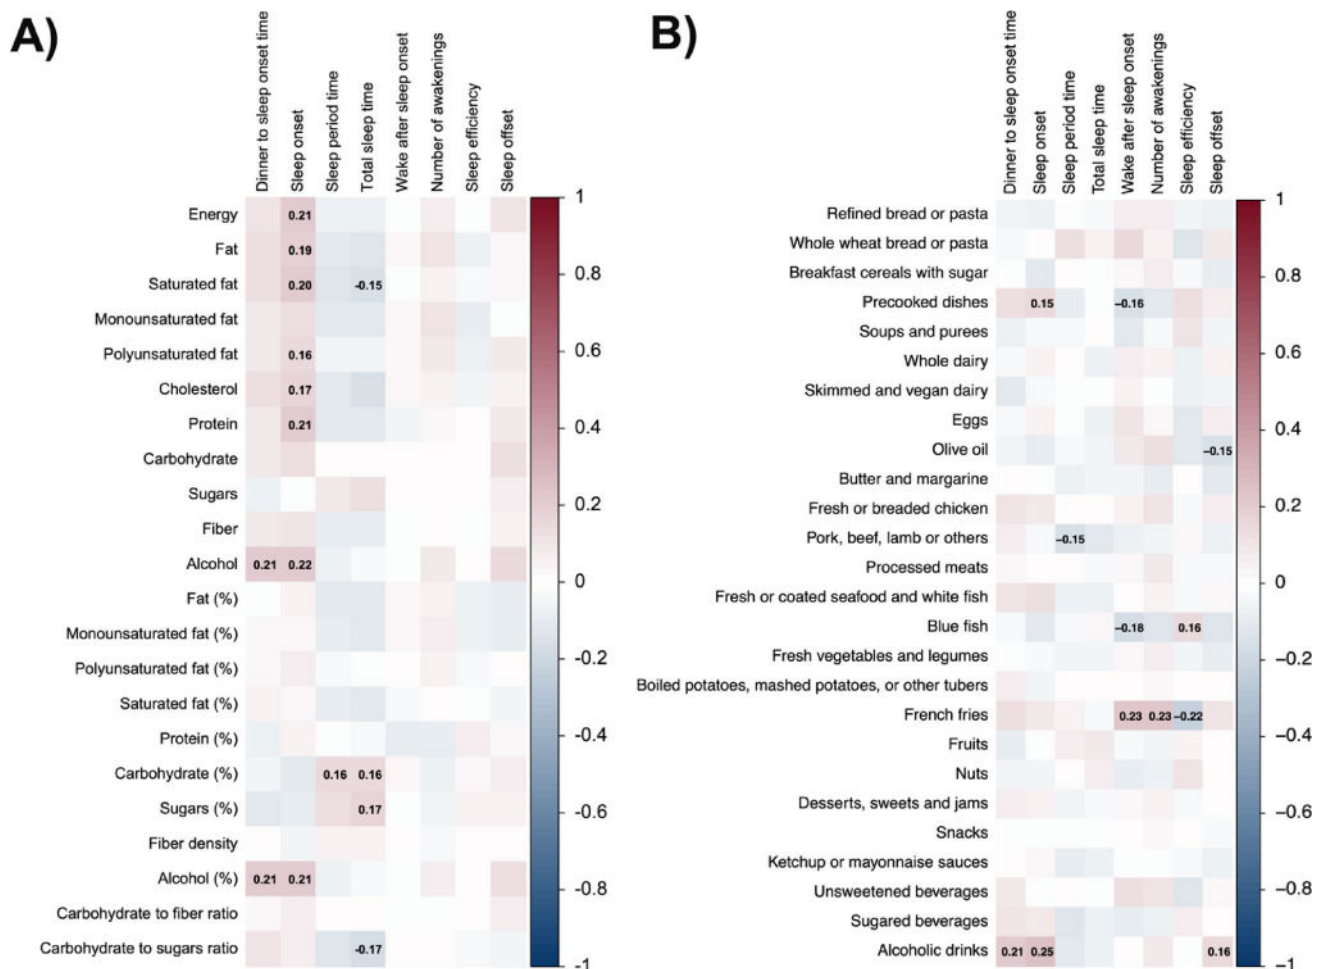 A)
Dinner to sleep onset time
Sleep onset
Sleep period time
Total sleep time
Wake after sleep onset
Number of awakenings
Sleep efficiency
Sleep offset
Energy 0.21
Fat 0.19
Saturated fat 0.20 -0.15
Monounsaturated fat
Polyunsaturated fat 0.16
Cholesterol 0.17
Protein 0.21
Carbohydrate
Sugars
Fiber
Alcohol 0.21 0.22
Fat (%)
Monounsaturated fat (%)
Polyunsaturated fat (%)
Saturated fat (%)
Protein (%)
Carbohydrate (%) 0.16 0.16
Sugars (%) 0.17
Fiber density
Alcohol (%) 0.21 0.21
Carbohydrate to fiber ratio
Carbohydrate to sugars ratio -0.17
1
0.8
0.6
0.4
0.2
0
-0.2
-0.4
-0.6
-0.8
-1
B)
Dinner to sleep onset time
Sleep onset
Sleep period time
Total sleep time
Wake after sleep onset
Number of awakenings
Sleep efficiency
Sleep offset
Refined bread or pasta
Whole wheat bread or pasta
Breakfast cereals with sugar
Precooked dishes 0.15 −0.16
Soups and purees
Whole dairy
Skimmed and vegan dairy
Eggs
Olive oil −0.15
Butter and margarine
Fresh or breaded chicken
Pork, beef, lamb or others −0.15
Processed meats
Fresh or coated seafood and white fish
Blue fish −0.18 0.16
Fresh vegetables and legumes
Boiled potatoes, mashed potatoes, or other tubers
French fries 0.23 0.23 −0.22
Fruits
Nuts
Desserts, sweets and jams
Snacks
Ketchup or mayonnaise sauces
Unsweetened beverages
Sugared beverages
Alcoholic drinks 0.21 0.25 0.16
1
0.8
0.6
0.4
0.2
0
−0.2
−0.4
−0.6
−0.8
−1